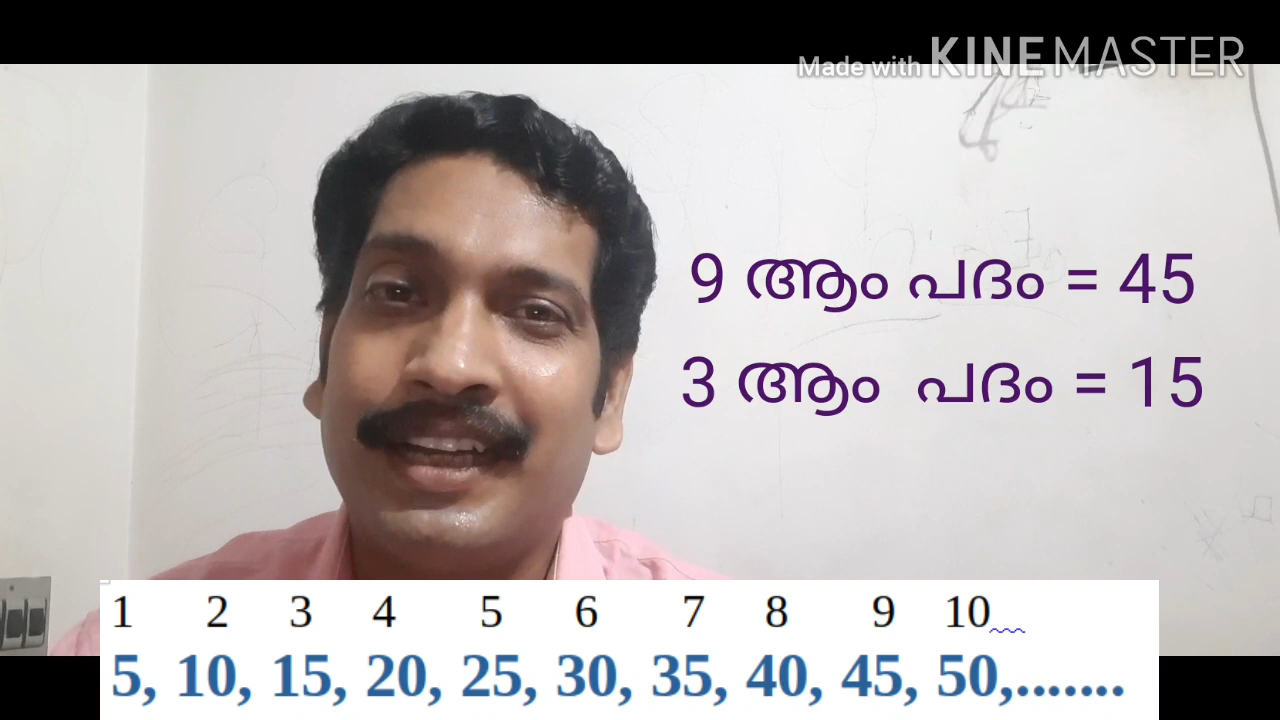 Made with KINEMASTER
9 ആം പദം = 45
3 ആം പദം = 15
1 2 3 4 5 6 7 8 9 10
5, 10, 15, 20, 25, 30, 35, 40, 45, 50,.......